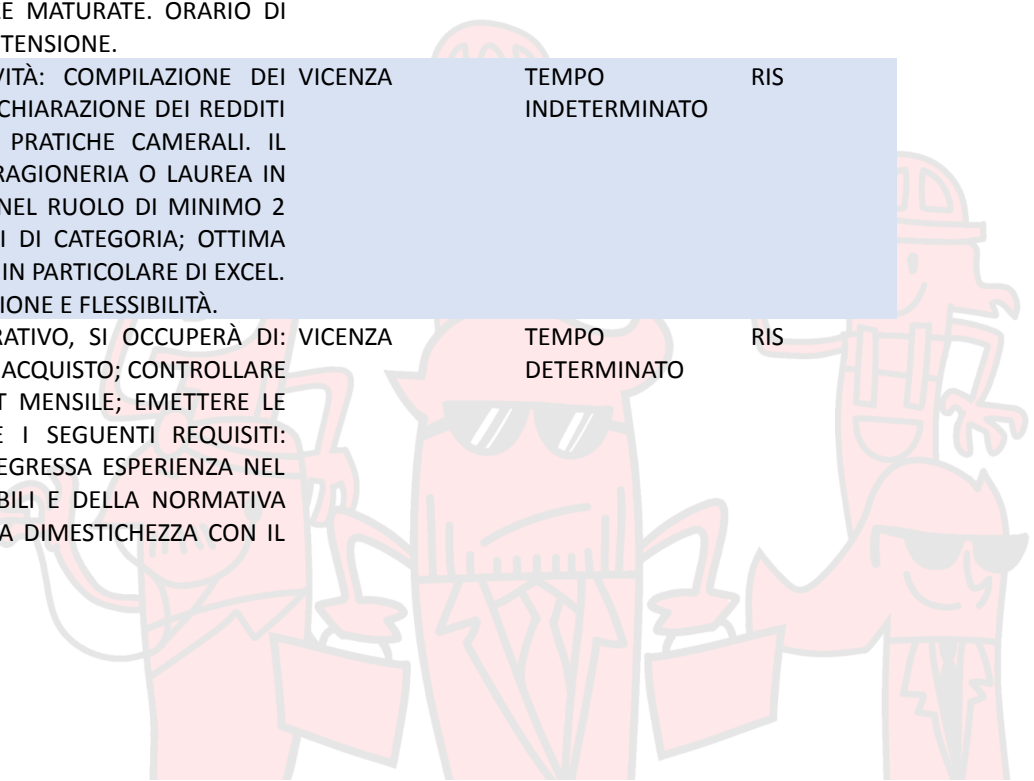 E MATURATE. ORARIO DI
TENSIONE.
VITÀ: COMPILAZIONE DEI VICENZA TEMPO RIS
CHIARAZIONE DEI REDDITI INDETERMINATO
PRATICHE CAMERALI. IL
RAGIONERIA O LAUREA IN
NEL RUOLO DI MINIMO 2
I DI CATEGORIA; OTTIMA
IN PARTICOLARE DI EXCEL.
IONE E FLESSIBILITÀ.
RATIVO, SI OCCUPERÀ DI: VICENZA TEMPO RIS
ACQUISTO; CONTROLLARE DETERMINATO
T MENSILE; EMETTERE LE
E I SEGUENTI REQUISITI:
EGRESSA ESPERIENZA NEL
BILI E DELLA NORMATIVA
A DIMESTICHEZZA CON IL